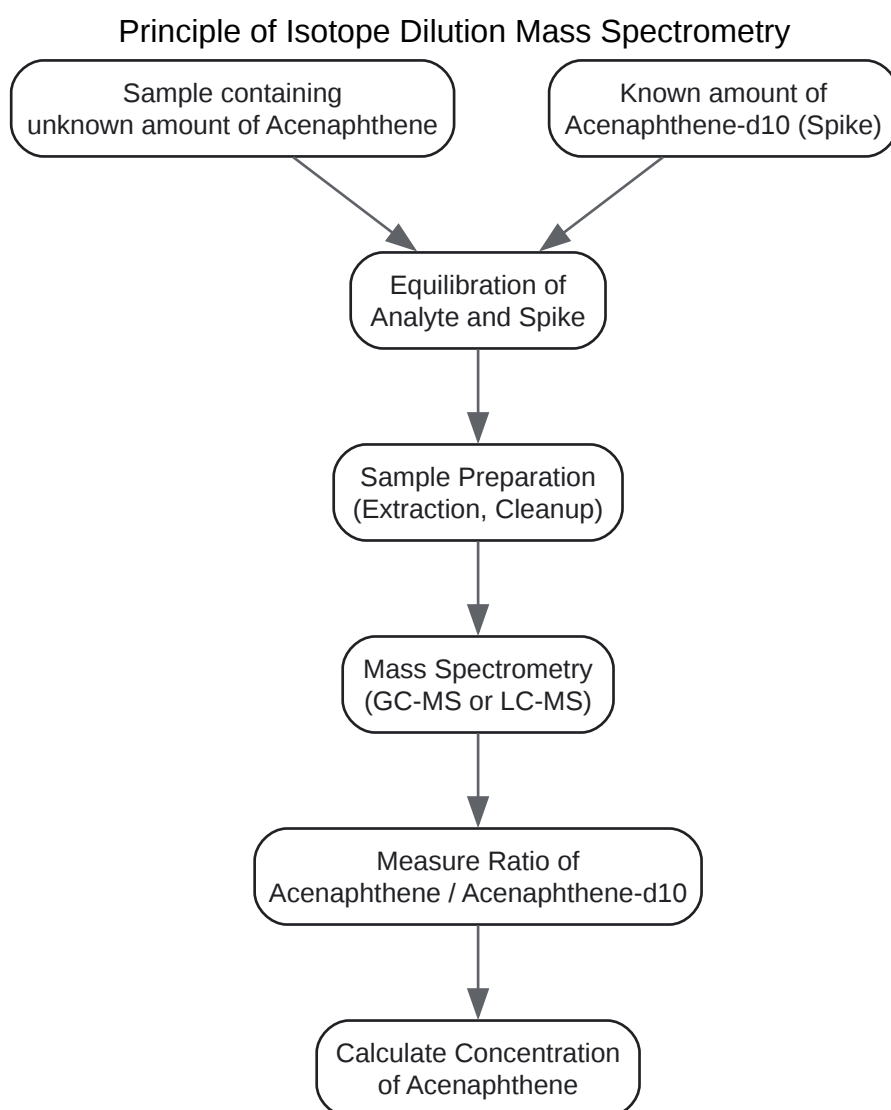 Principle of Isotope Dilution Mass Spectrometry
Sample containing
unknown amount of Acenaphthene
Known amount of
Acenaphthene-d10 (Spike)
Equilibration of
Analyte and Spike
Sample Preparation
(Extraction, Cleanup)
Mass Spectrometry
(GC-MS or LC-MS)
Measure Ratio of
Acenaphthene / Acenaphthene-d10
Calculate Concentration
of Acenaphthene